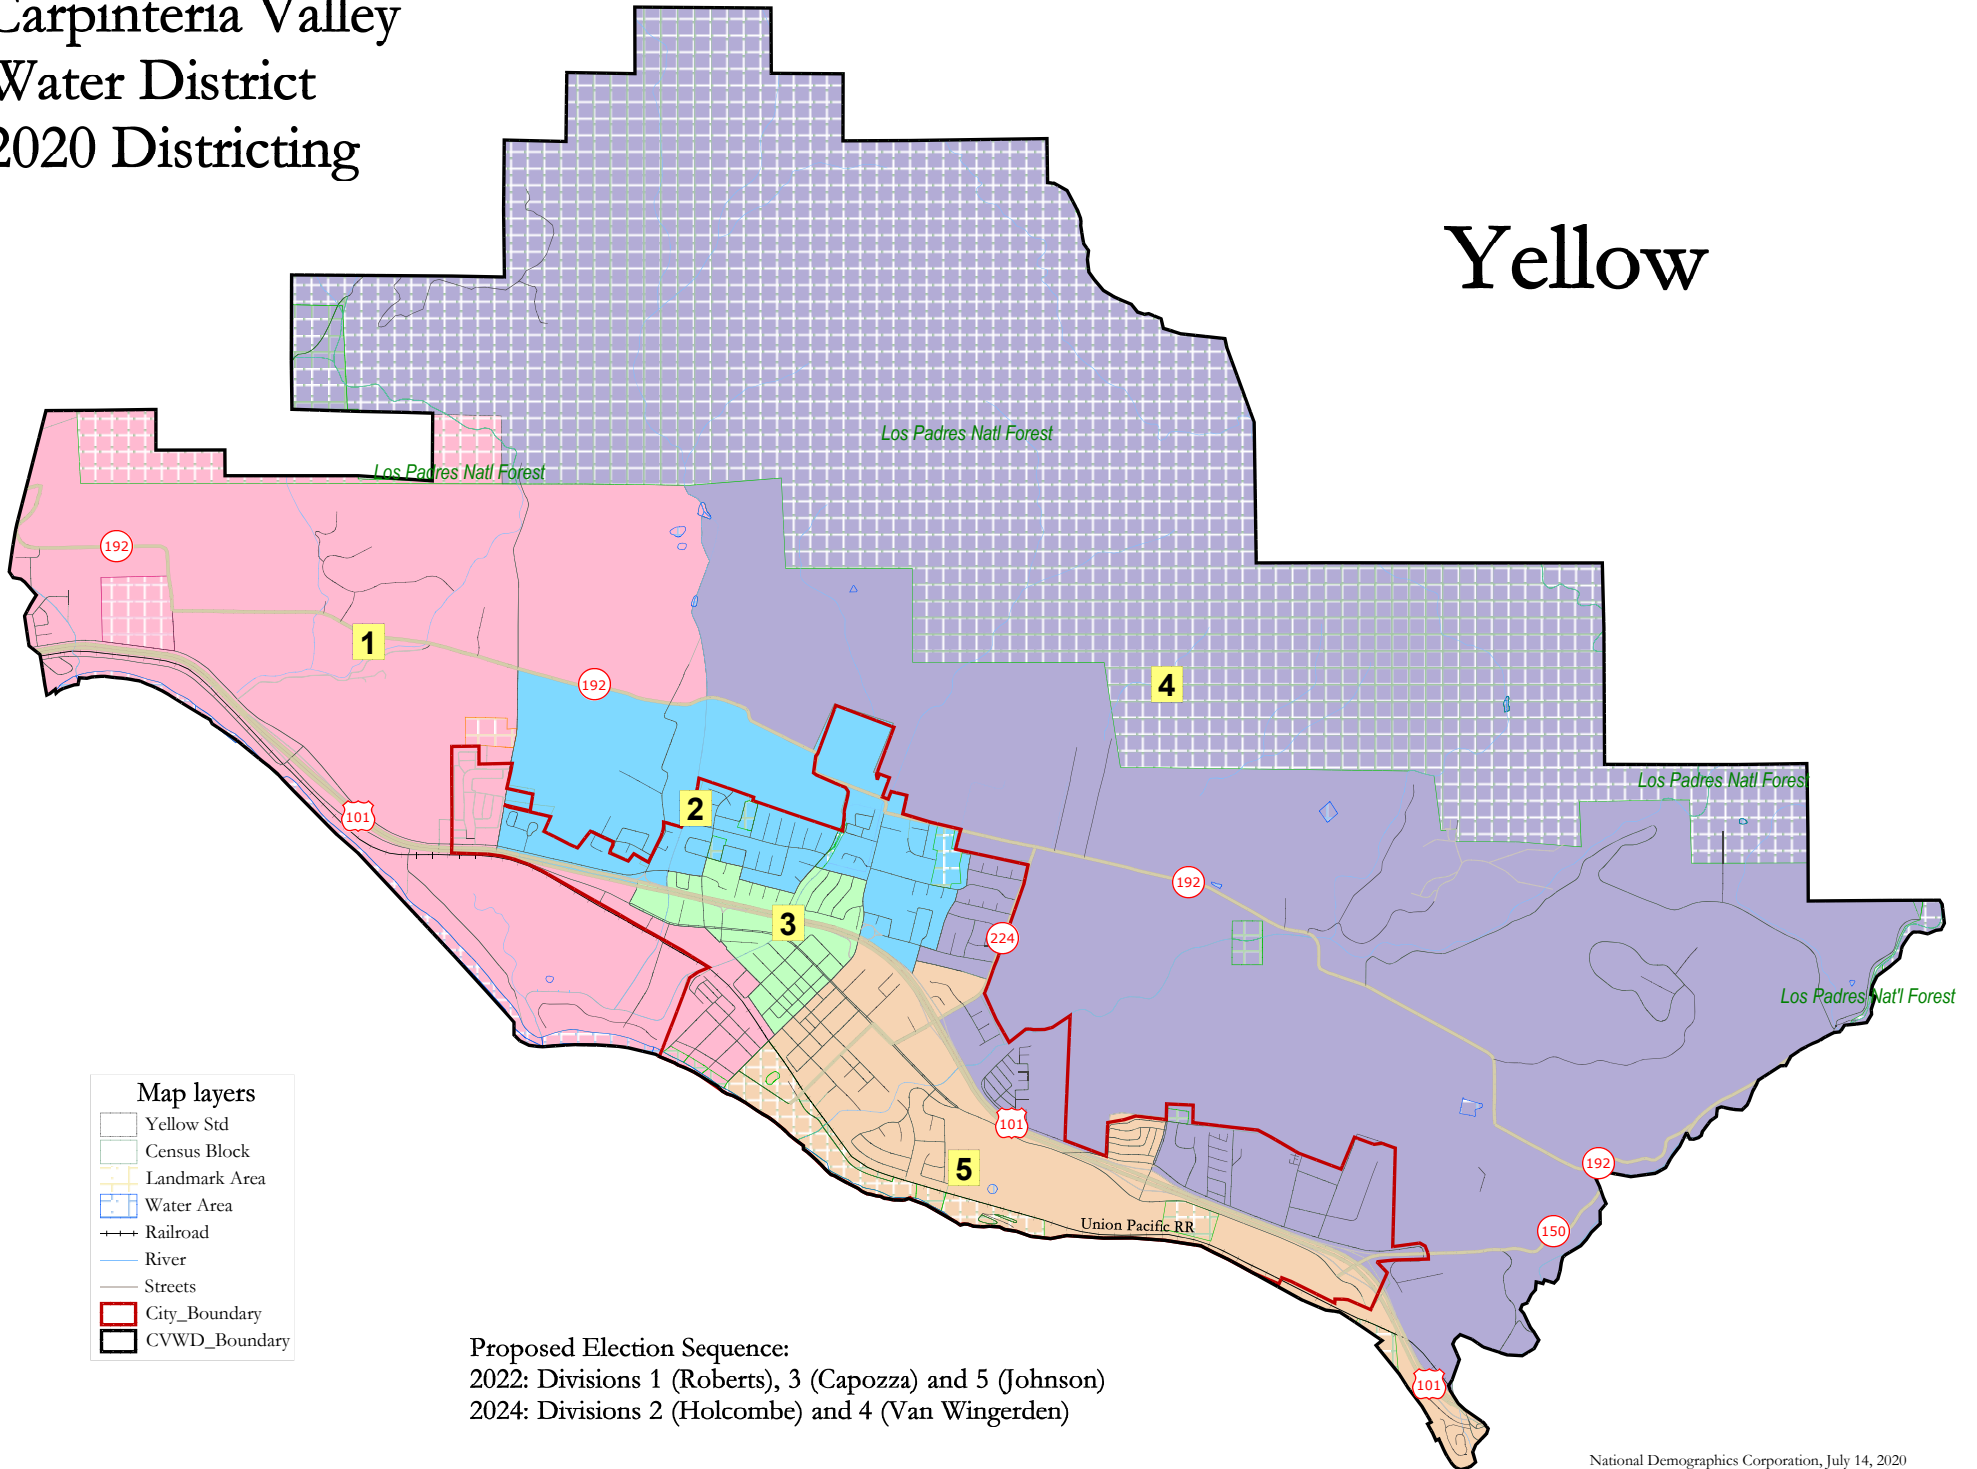 Carpinteria Valley
Water District
2020 Districting
Yellow
Los Padres Natl Forest
Los Padres Natl Forest
192
1
192
4
Los Padres Natl Forest
101
2
192
3
224
Los Padres Nat'l Forest
101
5
192
Union Pacific RR
150
101
Map layers
Yellow Std
Census Block
Landmark Area
Water Area
Railroad
River
Streets
City_Boundary
CVWD_Boundary
Proposed Election Sequence:
2022: Divisions 1 (Roberts), 3 (Capozza) and 5 (Johnson)
2024: Divisions 2 (Holcombe) and 4 (Van Wingerden)
National Demographics Corporation, July 14, 2020